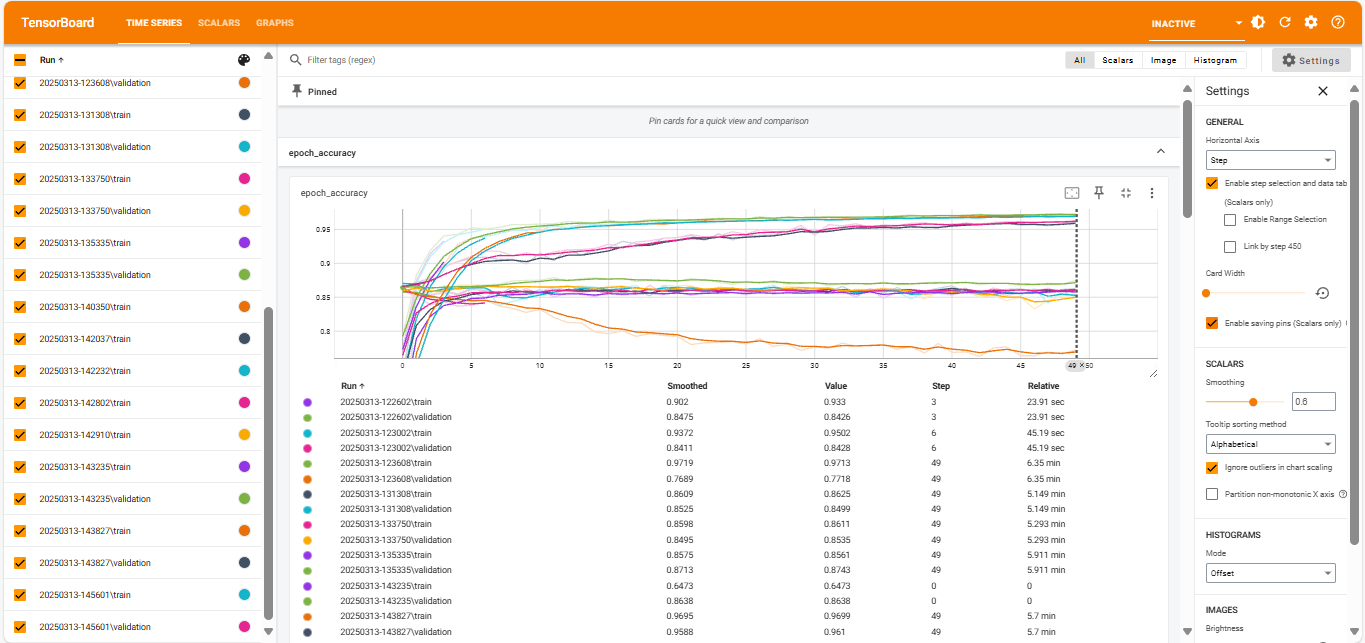 TensorBoard TIME SERIES SCALARS GRAPHS INACTIVE
Run
20250313-123608\validation
20250313-131308\train
20250313-131308\validation
20250313-133750\train
20250313-133750\validation
20250313-135335\train
20250313-135335\validation
20250313-140350\train
20250313-142037\train
20250313-142232\train
20250313-142802\train
20250313-142910\train
20250313-143235\train
20250313-143235\validation
20250313-143827\train
20250313-143827\validation
20250313-145601\train
20250313-145601\validation
Filter tags (regex)
All Scalars Image Histogram Settings
Pinned
Pin cards for a quick view and comparison
epoch_accuracy
epoch_accuracy
0.95
0.9
0.85
0.8
0 5 10 15 20 25 30 35 40 45 49 × 50
Run ↑ Smoothed Value Step Relative
20250313-122602\train 0.902 0.933 3 23.91 sec
20250313-122602\validation 0.8475 0.8426 3 23.91 sec
20250313-123002\train 0.9372 0.9502 6 45.19 sec
20250313-123002\validation 0.8411 0.8428 6 45.19 sec
20250313-123608\train 0.9719 0.9713 49 6.35 min
20250313-123608\validation 0.7689 0.7718 49 6.35 min
20250313-131308\train 0.8609 0.8625 49 5.149 min
20250313-131308\validation 0.8525 0.8499 49 5.149 min
20250313-133750\train 0.8598 0.8611 49 5.293 min
20250313-133750\validation 0.8495 0.8535 49 5.293 min
20250313-135335\train 0.8575 0.8561 49 5.911 min
20250313-135335\validation 0.8713 0.8743 49 5.911 min
20250313-143235\train 0.6473 0.6473 0 0
20250313-143235\validation 0.8638 0.8638 0 0
20250313-143827\train 0.9695 0.9699 49 5.7 min
20250313-143827\validation 0.9588 0.961 49 5.7 min
Settings
GENERAL
Horizontal Axis
Step
Enable step selection and data tab
(Scalars only)
Enable Range Selection
Link by step 450
Card Width
Enable saving pins (Scalars only)
SCALARS
Smoothing
0.6
Tooltip sorting method
Alphabetical
Ignore outliers in chart scaling
Partition non-monotonic X axis
HISTOGRAMS
Mode
Offset
IMAGES
Brightness